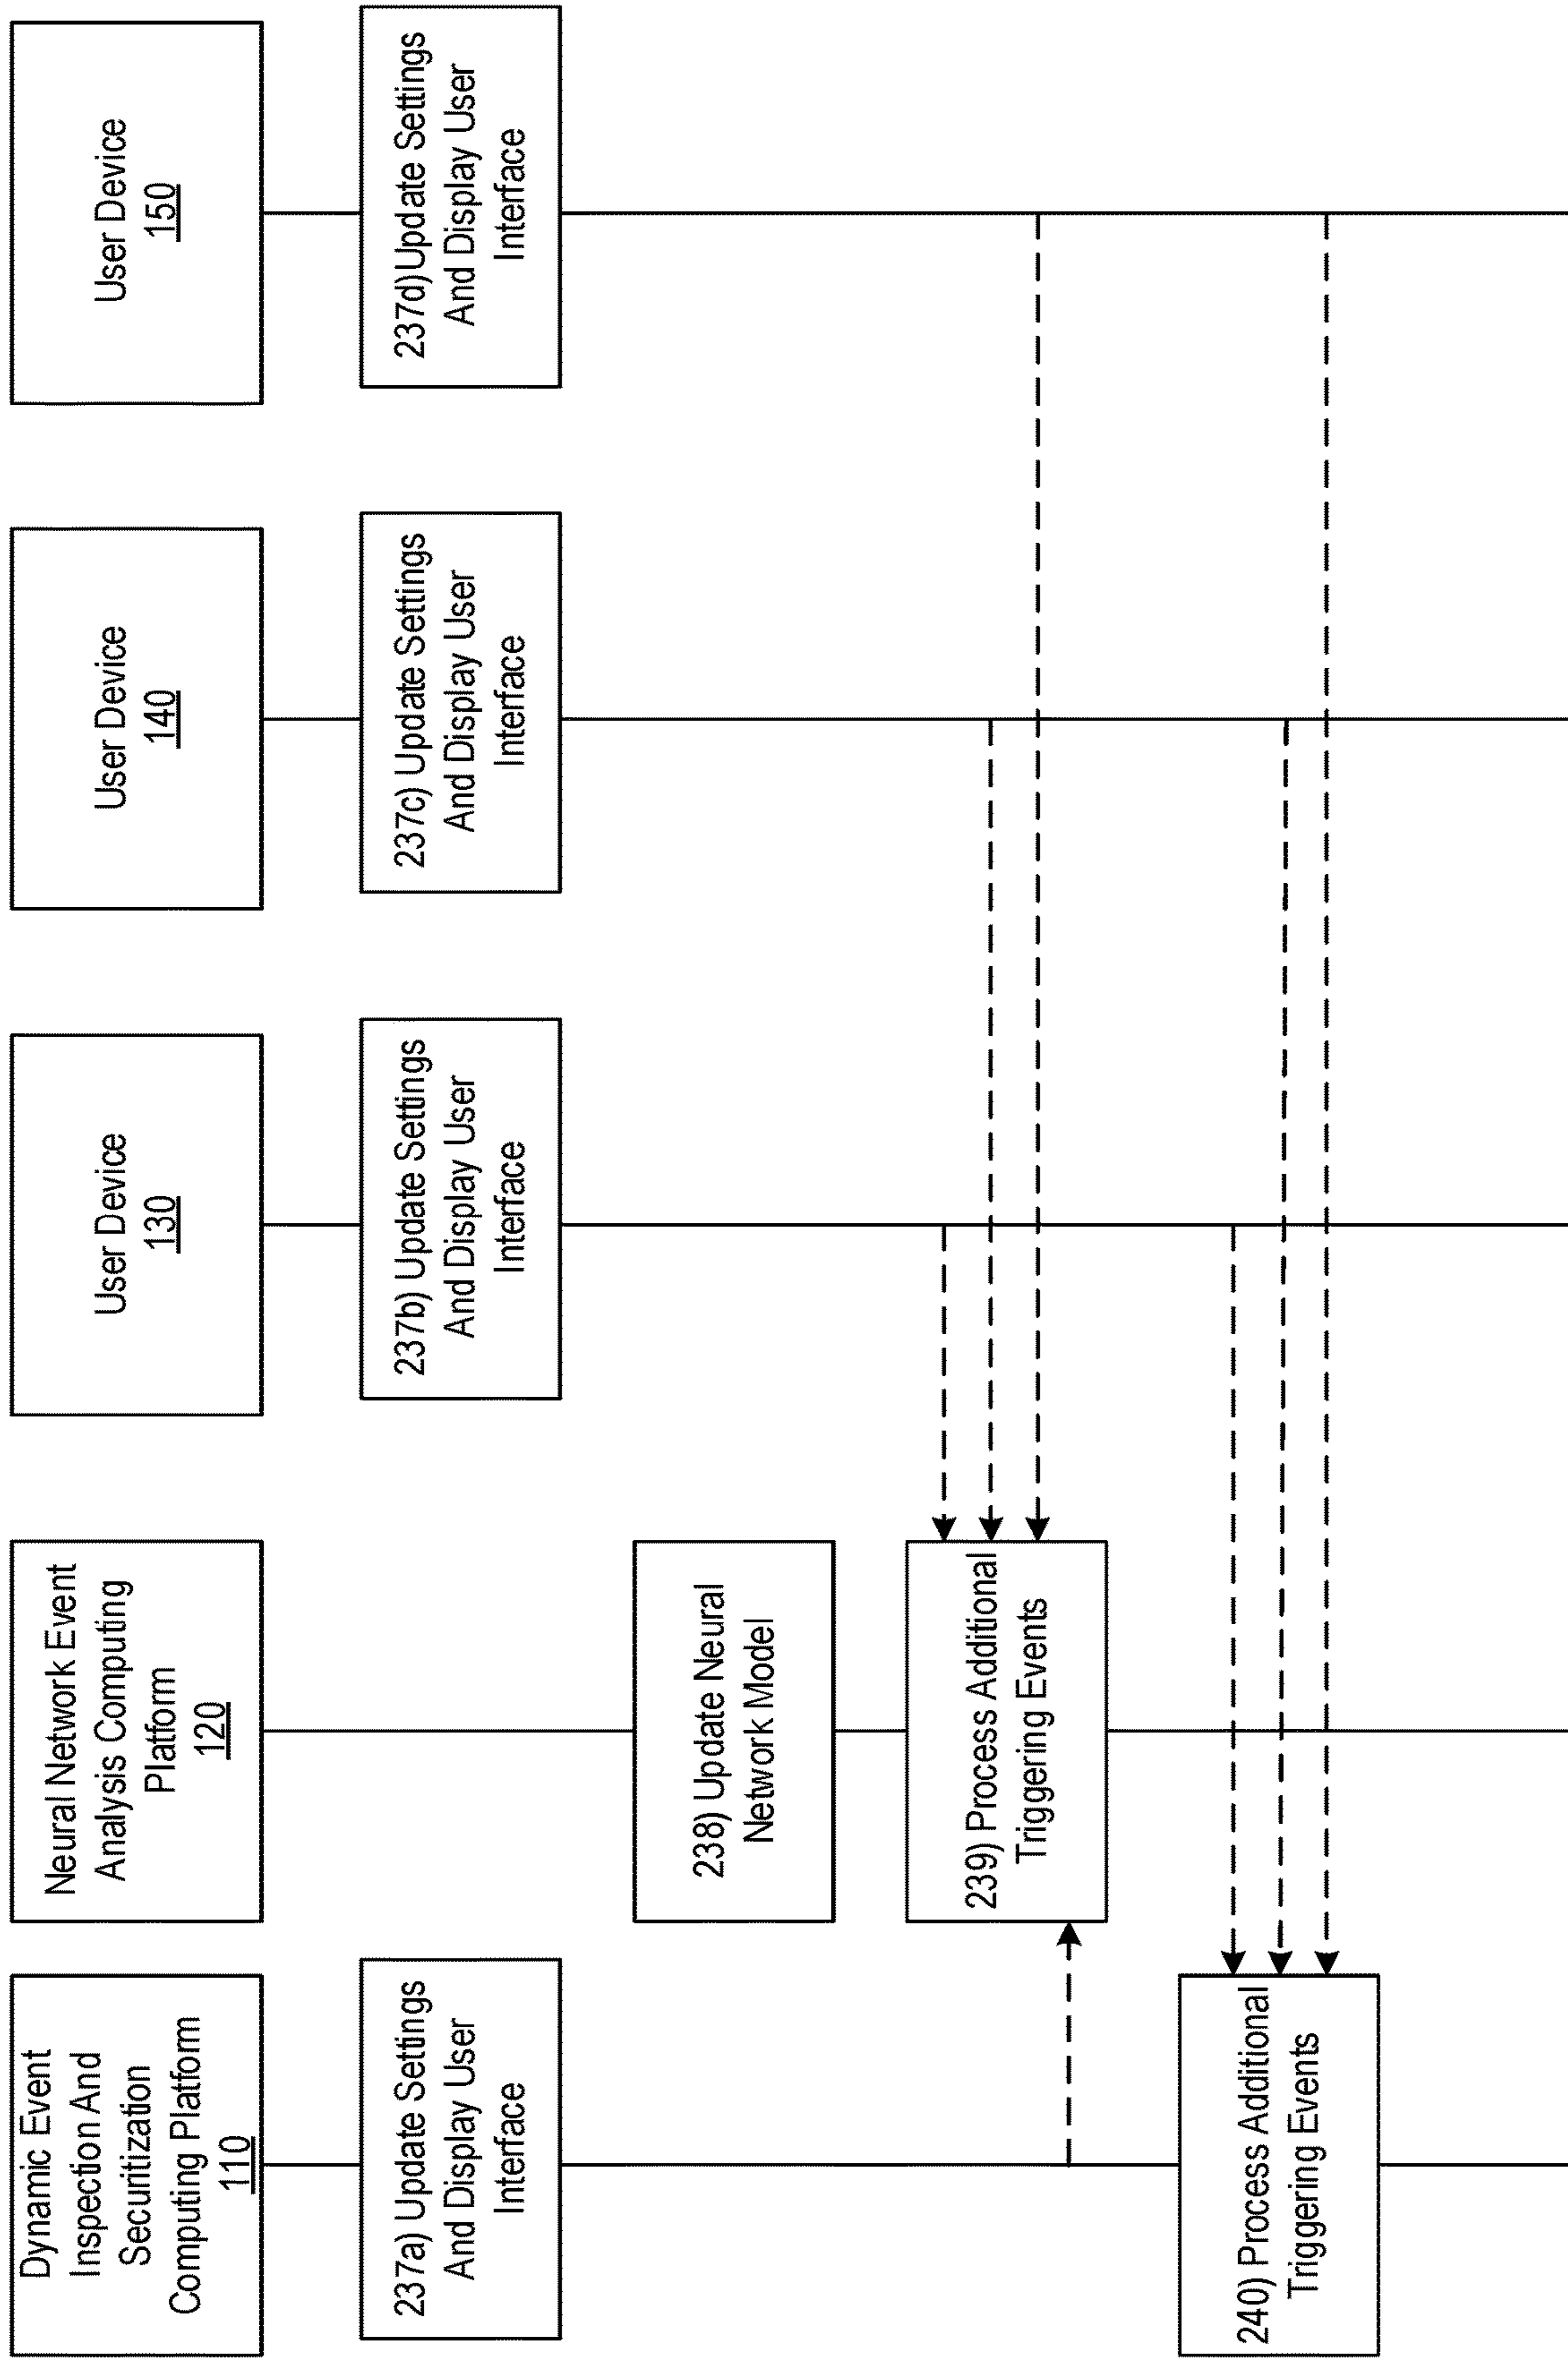 Dynamic Event
Inspection And
Securitization
Computing Platform
110
Neural Network Event
Analysis Computing
Platform
120
User Device
130
User Device
140
User Device
150
237a) Update Settings
And Display User
Interface
237b) Update Settings
And Display User
Interface
237c) Update Settings
And Display User
Interface
237d)Update Settings
And Display User
Interface
238) Update Neural
Network Model
239) Process Additional
Triggering Events
240) Process Additional
Triggering Events